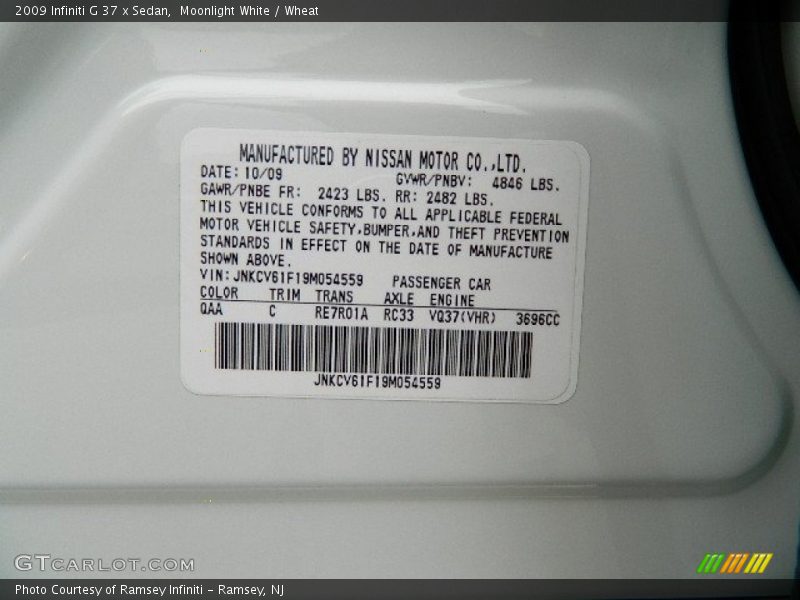 2009 Infiniti G 37 x Sedan,  Moonlight White / Wheat
MANUFACTURED BY NISSAN MOTOR CO.,LTD.
DATE: 10/09 GVWR/PNBV: 4846 LBS.
GAWR/PNBE FR: 2423 LBS. RR: 2482 LBS.
THIS VEHICLE CONFORMS TO ALL APPLICABLE FEDERAL
MOTOR VEHICLE SAFETY,BUMPER,AND THEFT PREVENTION
STANDARDS IN EFFECT ON THE DATE OF MANUFACTURE
SHOWN ABOVE.
VIN: JNKCV61F19M054559 PASSENGER CAR
COLOR TRIM TRANS AXLE ENGINE
QAA C RE7R01A RC33 VQ37(VHR) 3696CC
JNKCV61F19M054559
GTCARLOT.COM
Photo Courtesy of Ramsey Infiniti - Ramsey, NJ